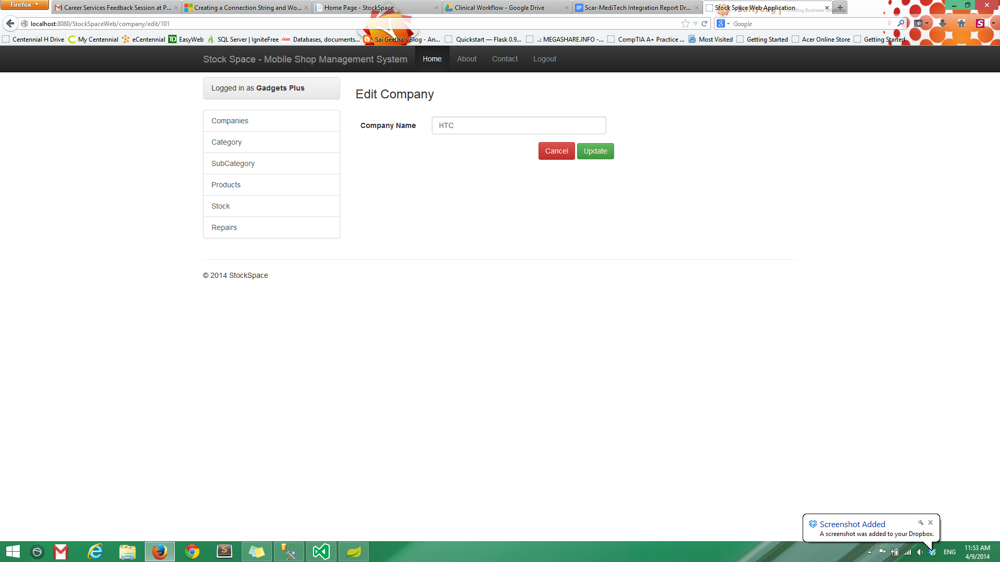 Firefox
Career Services Feedback Session at P...
Creating a Connection String and Wo...
Home Page - StockSpace
Clinical Workflow - Google Drive
Scar-MediTech Integration Report Dr...
Stock Space Web Application
Providing Business Solutions
localhost:8080/StockSpaceWeb/company/edit/101
Google
Centennial H Drive
My Centennial
eCentennial
EasyWeb
SQL Server | IgniteFree
Databases, documents...
Sai Geetha's Blog - An...
Quickstart — Flask 0.9...
..: MEGASHARE.INFO -...
CompTIA A+ Practice ...
Most Visited
Getting Started
Acer Online Store
Getting Started
Stock Space - Mobile Shop Management System
Home
About
Contact
Logout
Logged in as Gadgets Plus
Companies
Category
SubCategory
Products
Stock
Repairs
Edit Company
Company Name
HTC
Cancel
Update
© 2014 StockSpace
Screenshot Added
A screenshot was added to your Dropbox.
ENG
11:53 AM
4/9/2014